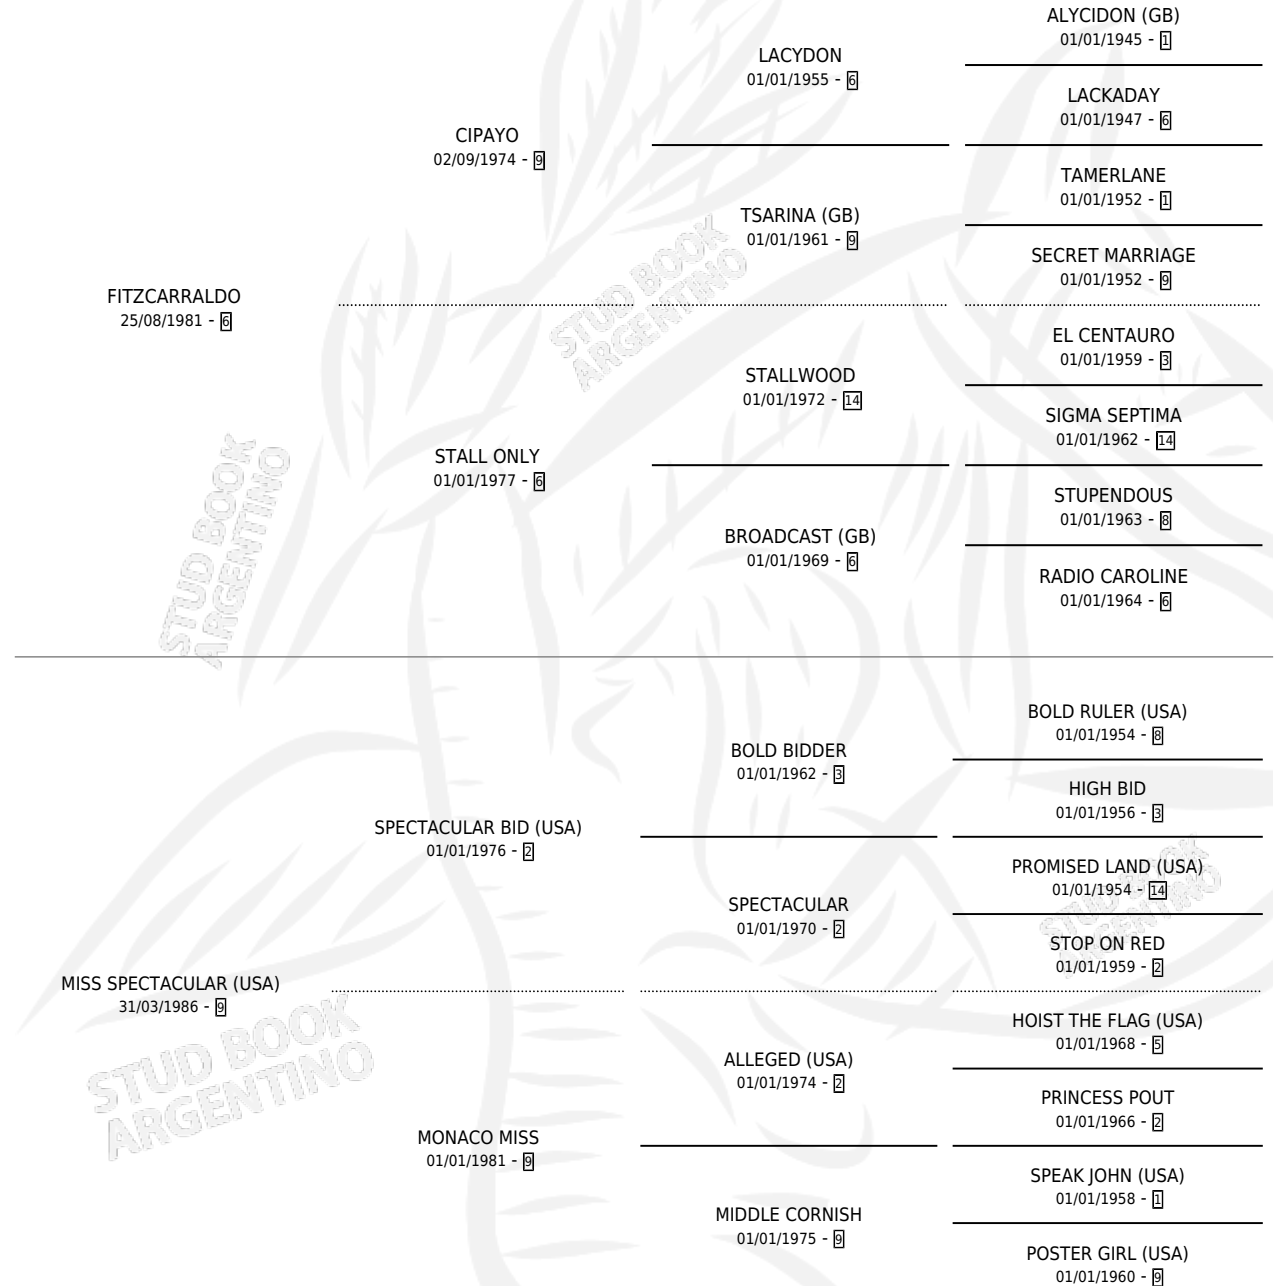 ALYCIDON (GB)
01/01/1945 - 1
LACYDON
01/01/1955 - 6
LACKADAY
01/01/1947 - 6
CIPAYO
02/09/1974 - 9
TAMERLANE
01/01/1952 - 1
TSARINA (GB)
01/01/1961 - 9
SECRET MARRIAGE
01/01/1952 - 9
FITZCARRALDO
25/08/1981 - 6
EL CENTAURO
01/01/1959 - 3
STALLWOOD
01/01/1972 - 14
SIGMA SEPTIMA
01/01/1962 - 14
STALL ONLY
01/01/1977 - 6
STUPENDOUS
01/01/1963 - 8
BROADCAST (GB)
01/01/1969 - 6
RADIO CAROLINE
01/01/1964 - 6
STUD BOOK
ARGENTINO
STUD BOOK
ARGENTINO
BOLD RULER (USA)
01/01/1954 - 8
BOLD BIDDER
01/01/1962 - 3
HIGH BID
01/01/1956 - 3
SPECTACULAR BID (USA)
01/01/1976 - 2
PROMISED LAND (USA)
01/01/1954 - 14
SPECTACULAR
01/01/1970 - 2
STOP ON RED
01/01/1959 - 2
STUD BOOK
ARGENTINO
MISS SPECTACULAR (USA)
31/03/1986 - 9
HOIST THE FLAG (USA)
01/01/1968 - 5
ALLEGED (USA)
01/01/1974 - 2
PRINCESS POUT
01/01/1966 - 2
STUD BOOK
ARGENTINO
MONACO MISS
01/01/1981 - 9
SPEAK JOHN (USA)
01/01/1958 - 1
MIDDLE CORNISH
01/01/1975 - 9
POSTER GIRL (USA)
01/01/1960 - 9